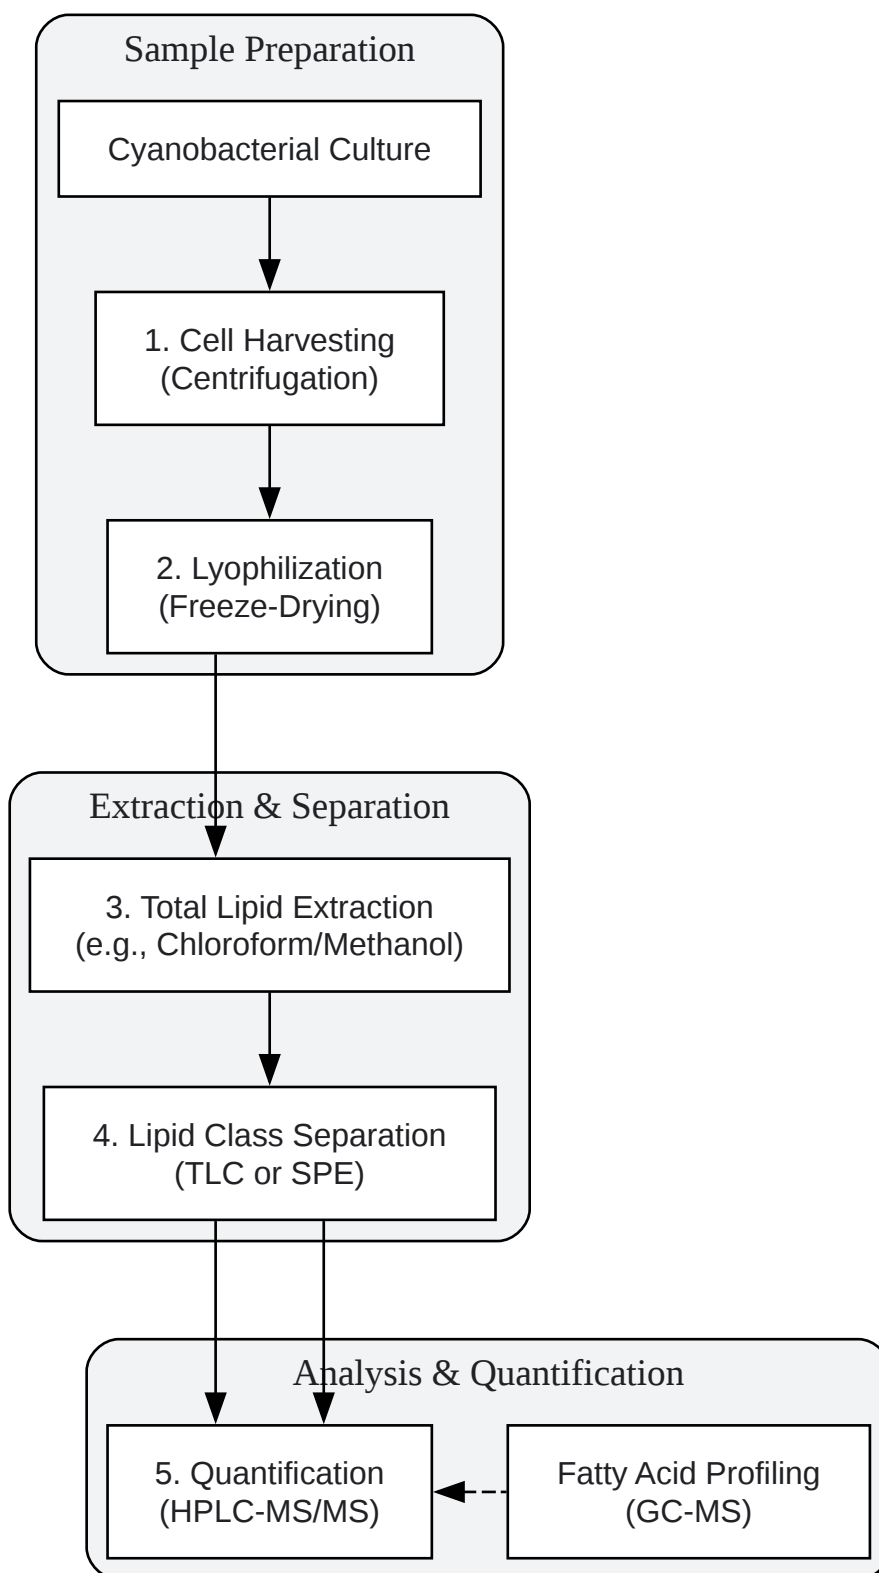 Sample Preparation
Cyanobacterial Culture
1. Cell Harvesting
(Centrifugation)
2. Lyophilization
(Freeze-Drying)
Extraction & Separation
3. Total Lipid Extraction
(e.g., Chloroform/Methanol)
4. Lipid Class Separation
(TLC or SPE)
Analysis & Quantification
5. Quantification
(HPLC-MS/MS)
Fatty Acid Profiling
(GC-MS)